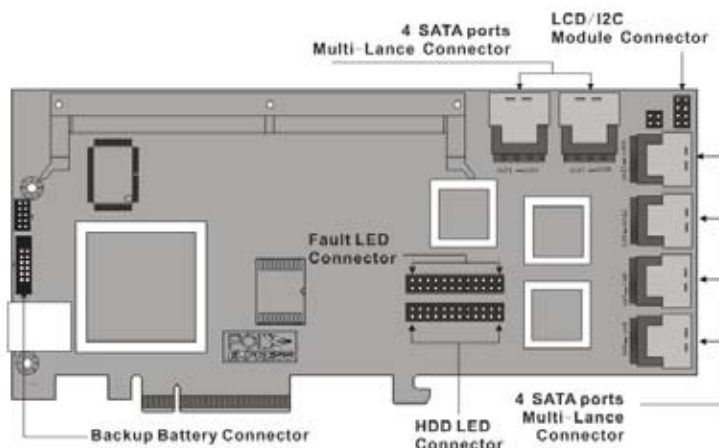 4 SATA ports
Multi-Lance Connector
LCD/I2C
Module Connector
Fault LED
Connector
HDD LED
Connector
4 SATA ports
Multi-Lance
Connector
Backup Battery Connector